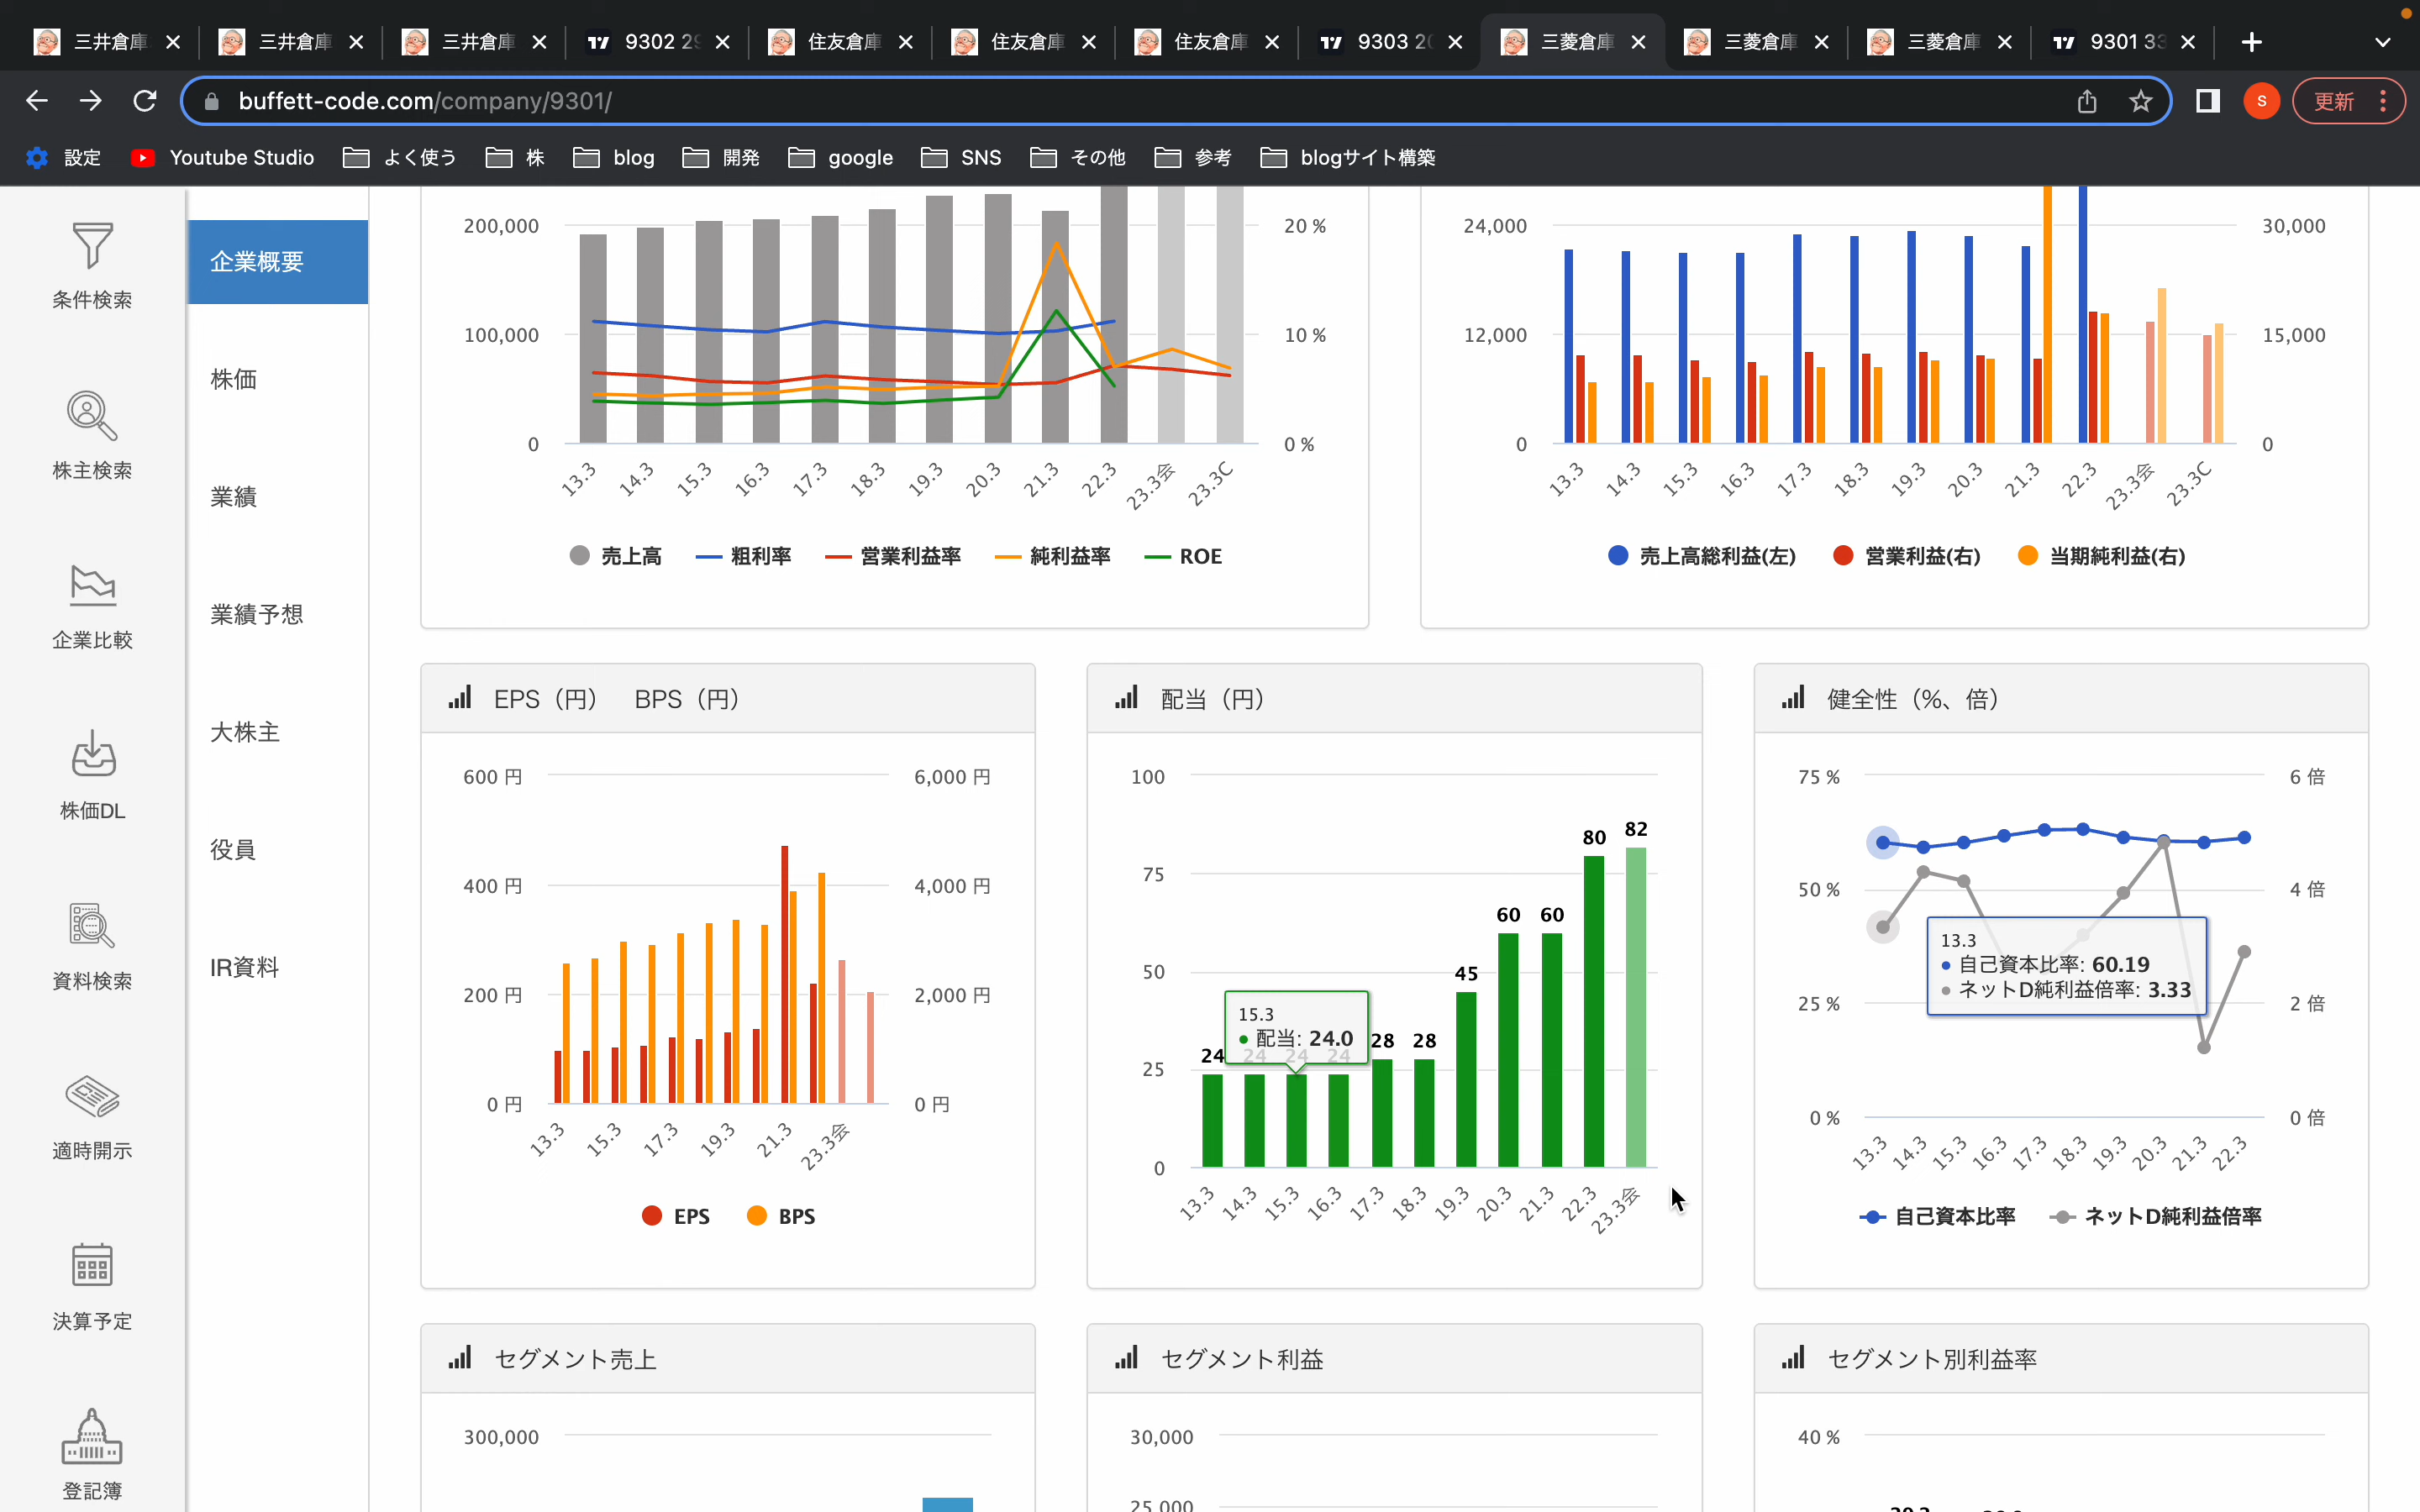 三井倉庫
三井倉庫
三井倉庫
9302 29
住友倉庫
住友倉庫
住友倉庫
9303 20
三菱倉庫
三菱倉庫
三菱倉庫
9301 33
buffett-code.com/company/9301/
S
更新
設定
Youtube Studio
よく使う
株
blog
開発
google
SNS
その他
参考
blogサイト構築
条件検索
株主検索
企業比較
株価DL
資料検索
適時開示
決算予定
登記簿
企業概要
株価
業績
業績予想
大株主
役員
IR資料
200,000
100,000
0
20 %
10 %
0 %
13.3 14.3 15.3 16.3 17.3 18.3 19.3 20.3 21.3 22.3 23.3会 23.3C
売上高 粗利率 営業利益率 純利益率 ROE
24,000
12,000
0
30,000
15,000
0
13.3 14.3 15.3 16.3 17.3 18.3 19.3 20.3 21.3 22.3 23.3会 23.3C
売上高総利益(左) 営業利益(右) 当期純利益(右)
EPS（円） BPS（円）
600 円
400 円
200 円
0 円
6,000 円
4,000 円
2,000 円
0 円
13.3 15.3 17.3 19.3 21.3 23.3会
EPS BPS
配当（円）
100
75
50
25
0
24 24 24 24 28 28 45 60 60 80 82
15.3
配当: 24.0
13.3 14.3 15.3 16.3 17.3 18.3 19.3 20.3 21.3 22.3 23.3会
健全性（%、倍）
75 %
50 %
25 %
0 %
6 倍
4 倍
2 倍
0 倍
13.3
自己資本比率: 60.19
ネットD純利益倍率: 3.33
13.3 14.3 15.3 16.3 17.3 18.3 19.3 20.3 21.3 22.3
自己資本比率 ネットD純利益倍率
セグメント売上
300,000
セグメント利益
30,000
25,000
セグメント別利益率
40 %